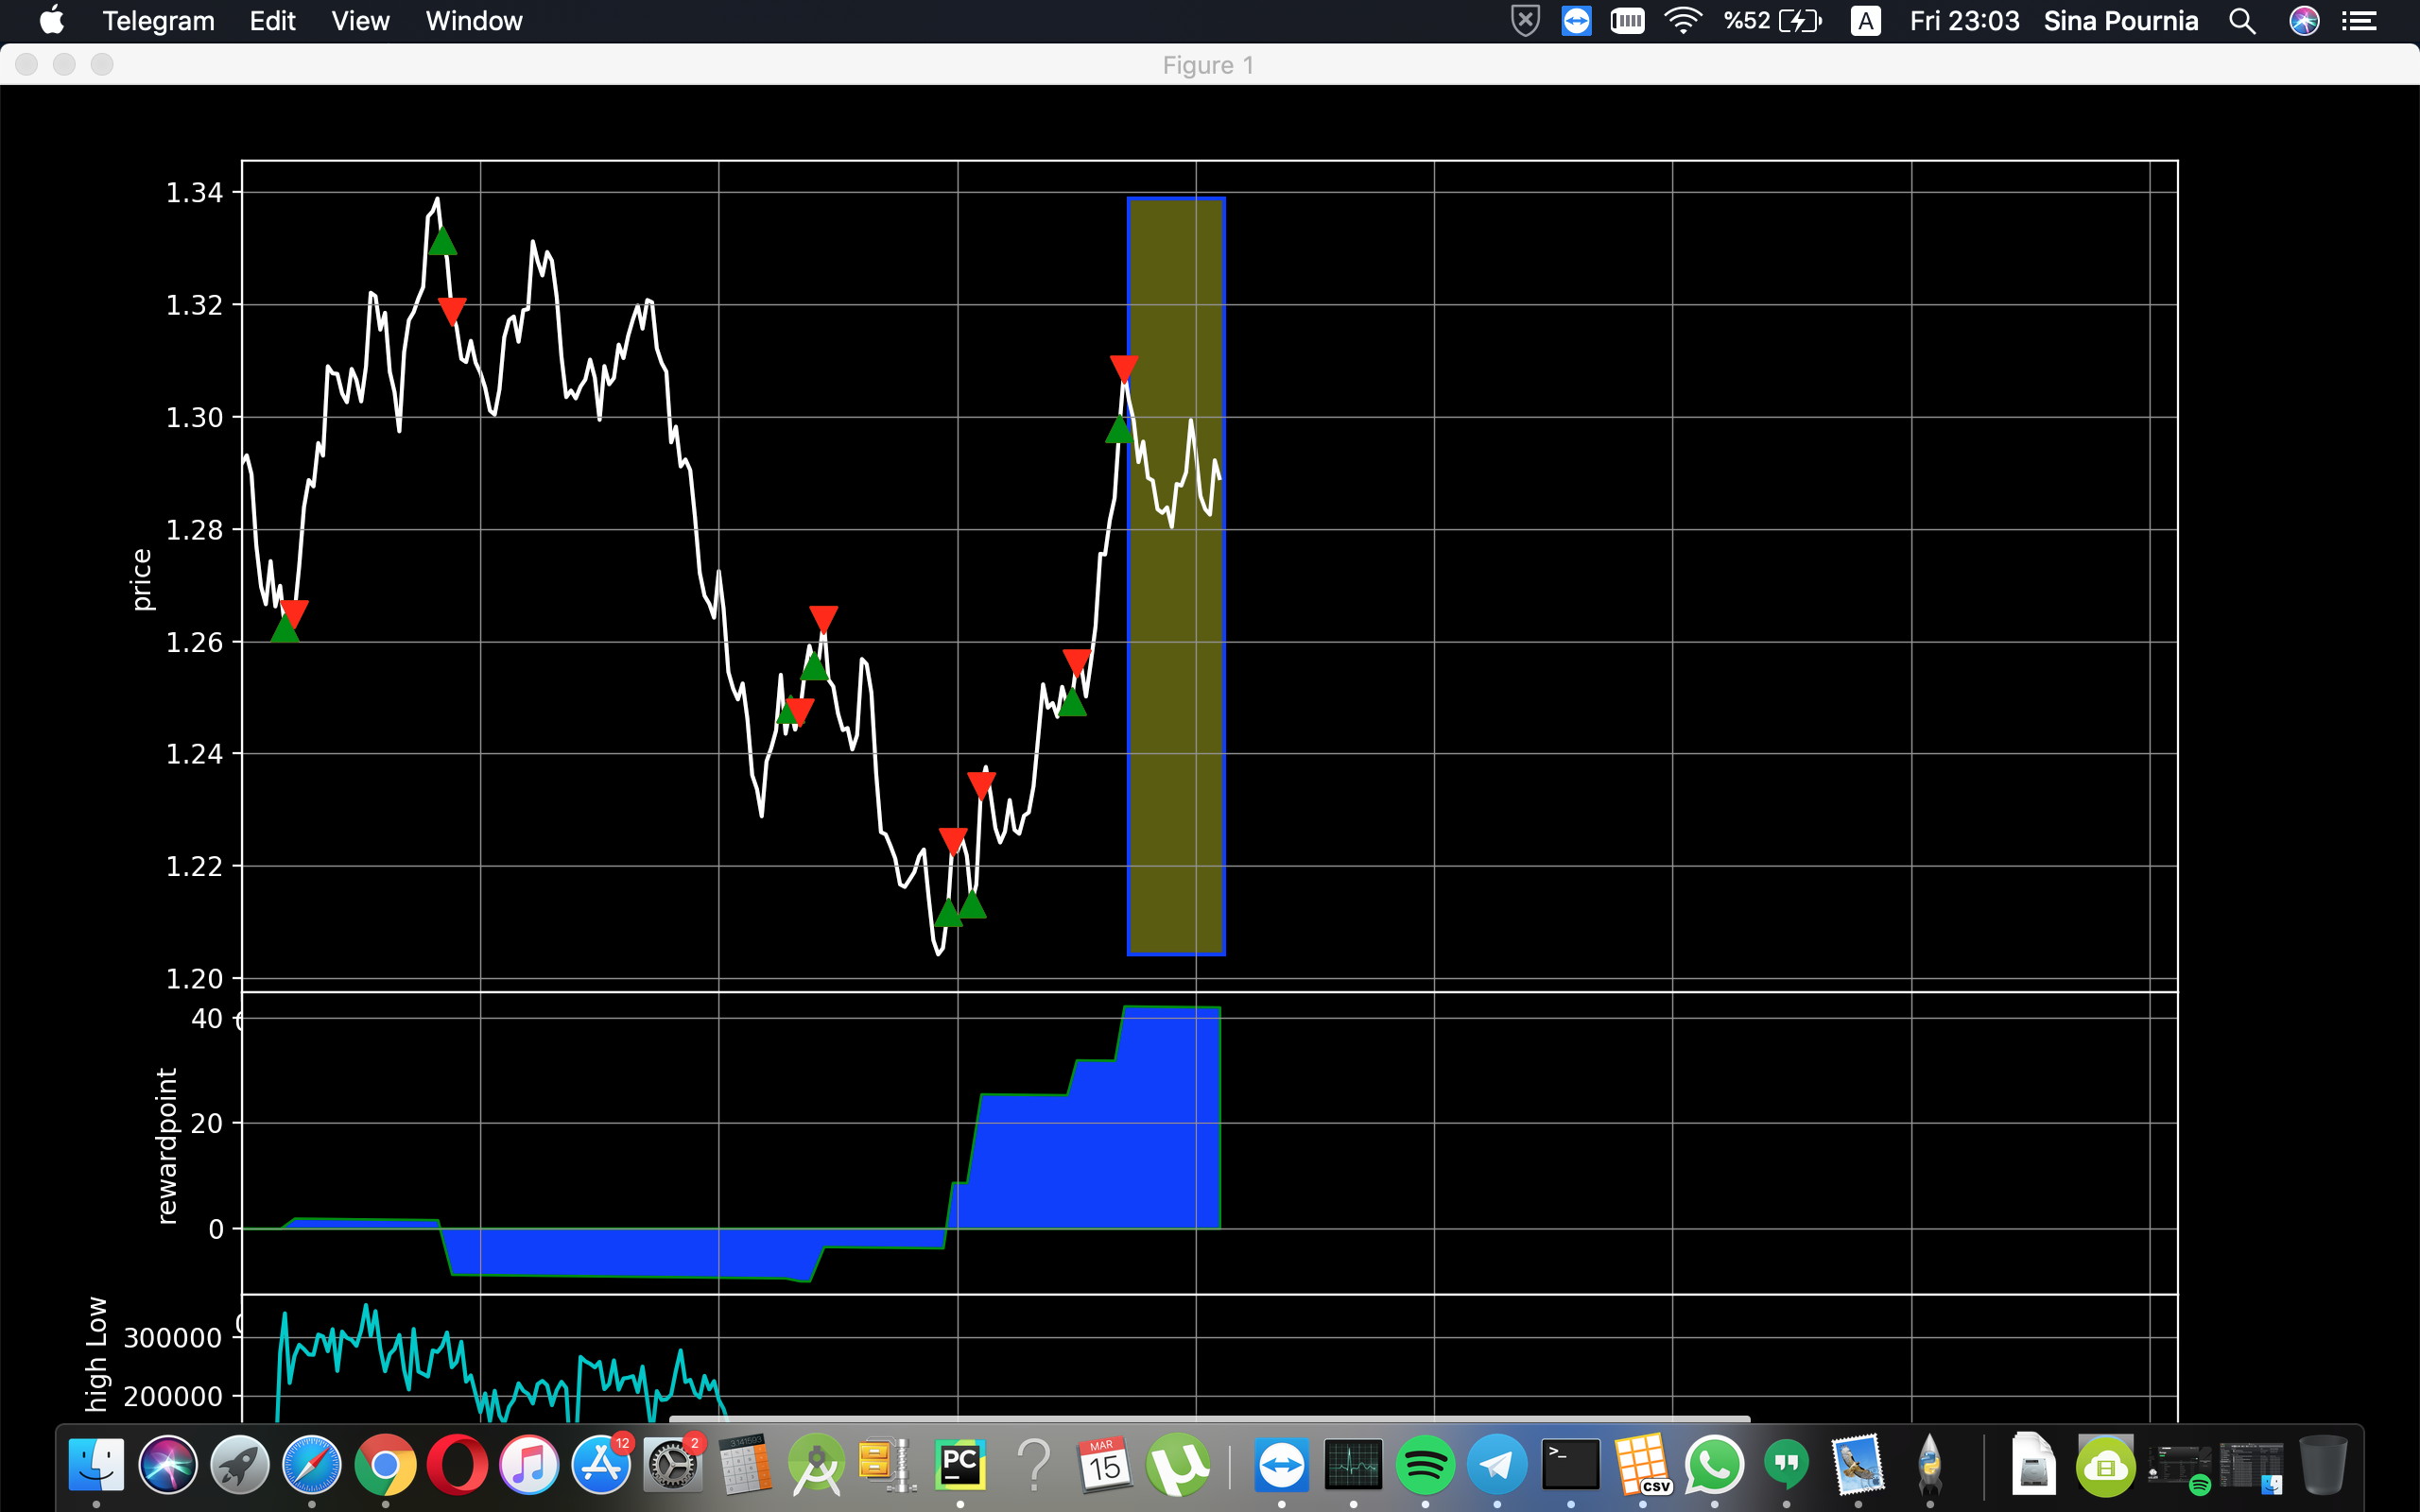 Telegram Edit View Window %52 A Fri 23:03 Sina Pournia
Figure 1
1.34
1.32
1.30
1.28
1.26
1.24
1.22
1.20
price
40
20
0
rewardpoint
300000
200000
high Low
12
2
3.141593
PC
MAR
15
>_
CSV